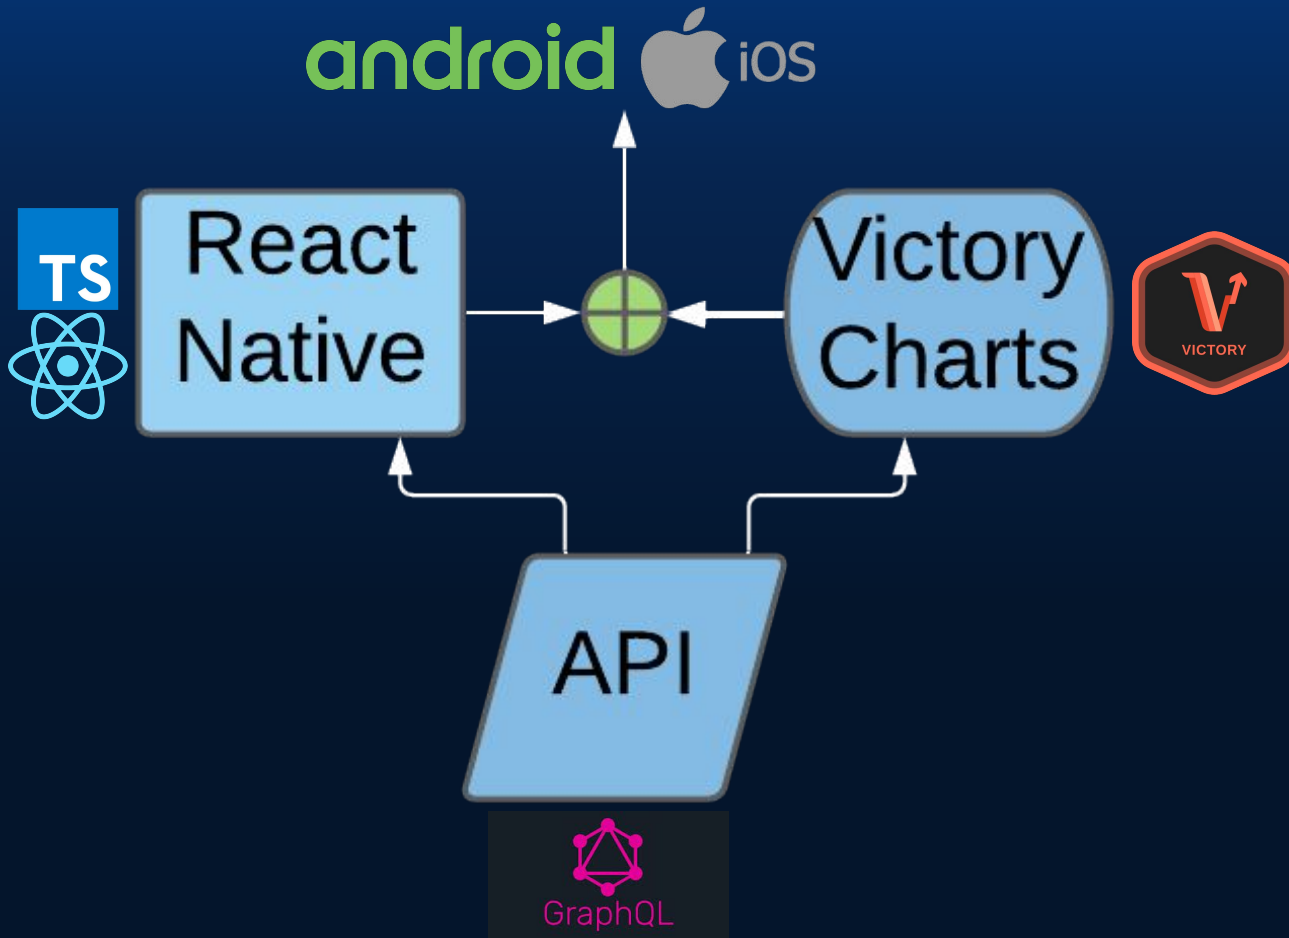 android iOS
TS
React
Native
Victory
Charts
VICTORY
API
GraphQL